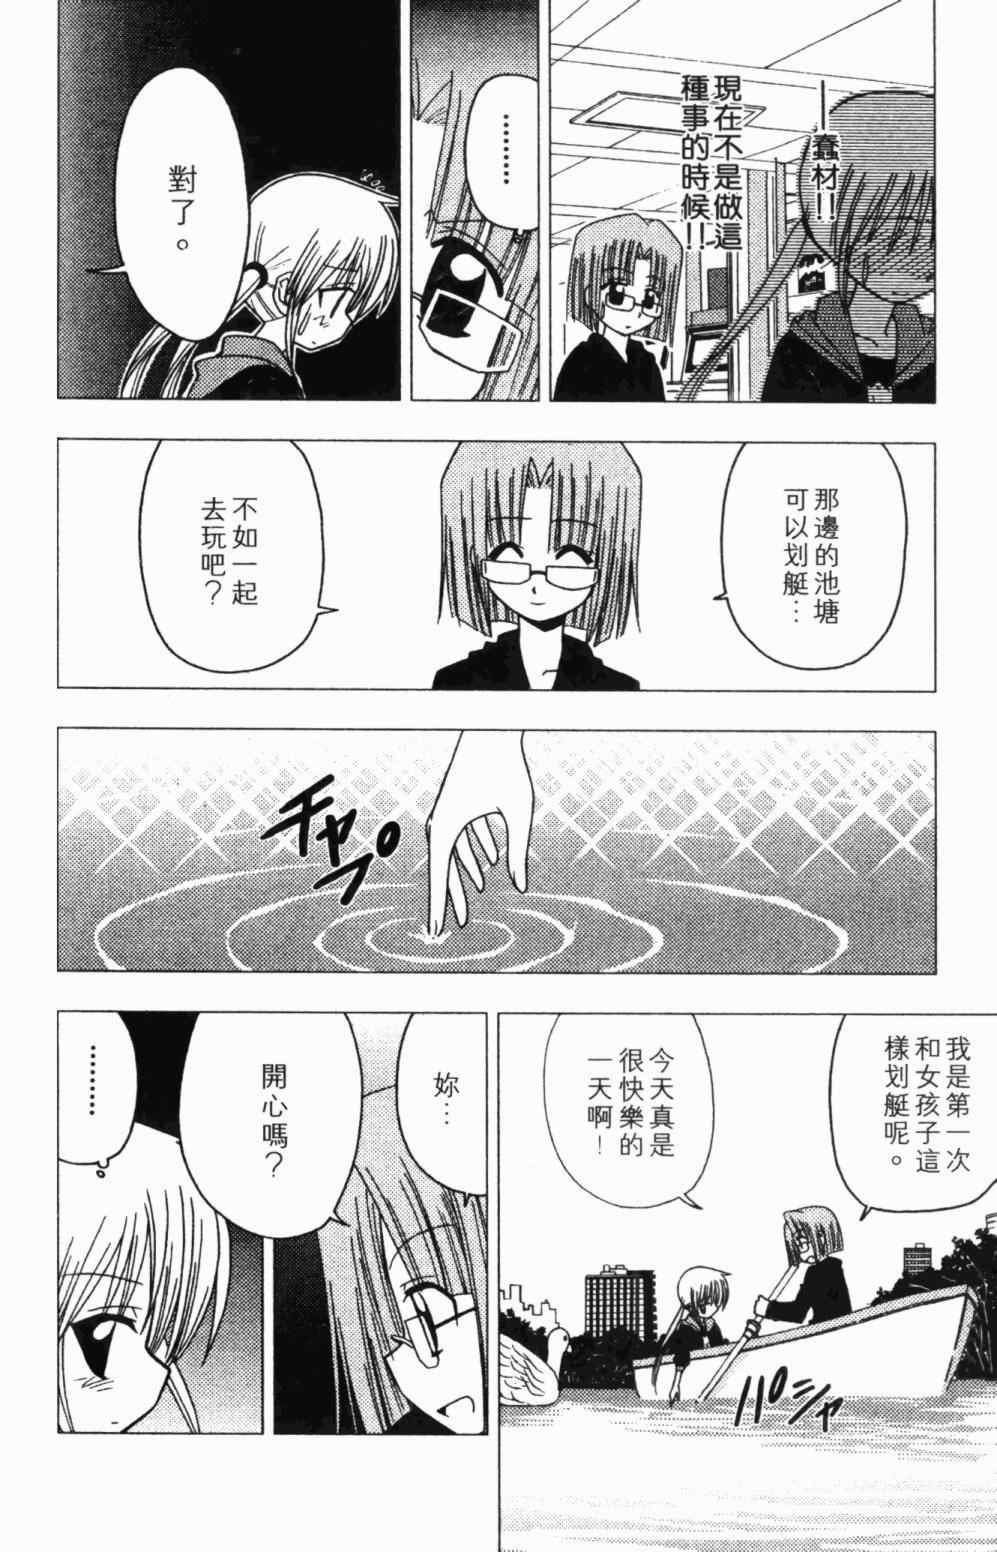 —蠢材!!
現在不是做這
種事的時候!!
………
對了。
那邊的池塘
可以划艇…
不如一起
去玩吧？
チャプ
我是第一次
和女孩子這
樣划艇呢。
今天真是
很快樂的
一天啊！
パシャ
妳…
開心嗎？
………